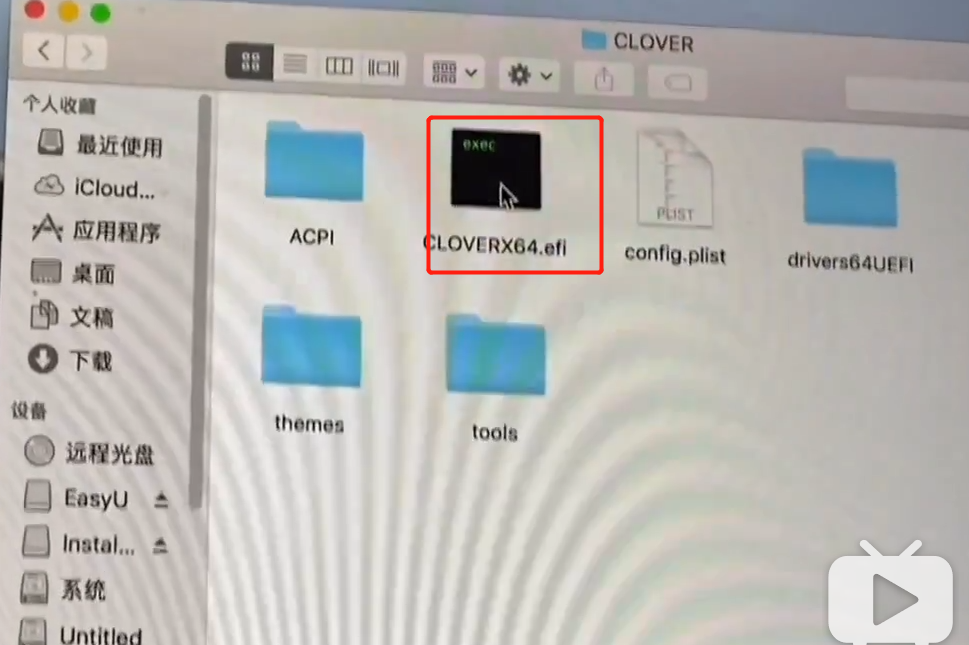 CLOVER
个人收藏
最近使用
iCloud...
应用程序
桌面
文稿
下载
设备
远程光盘
EasyU
Instal...
系统
Untitled
exec
PLIST
ACPI
CLOVERX64.efi
config.plist
drivers64UEFI
themes
tools